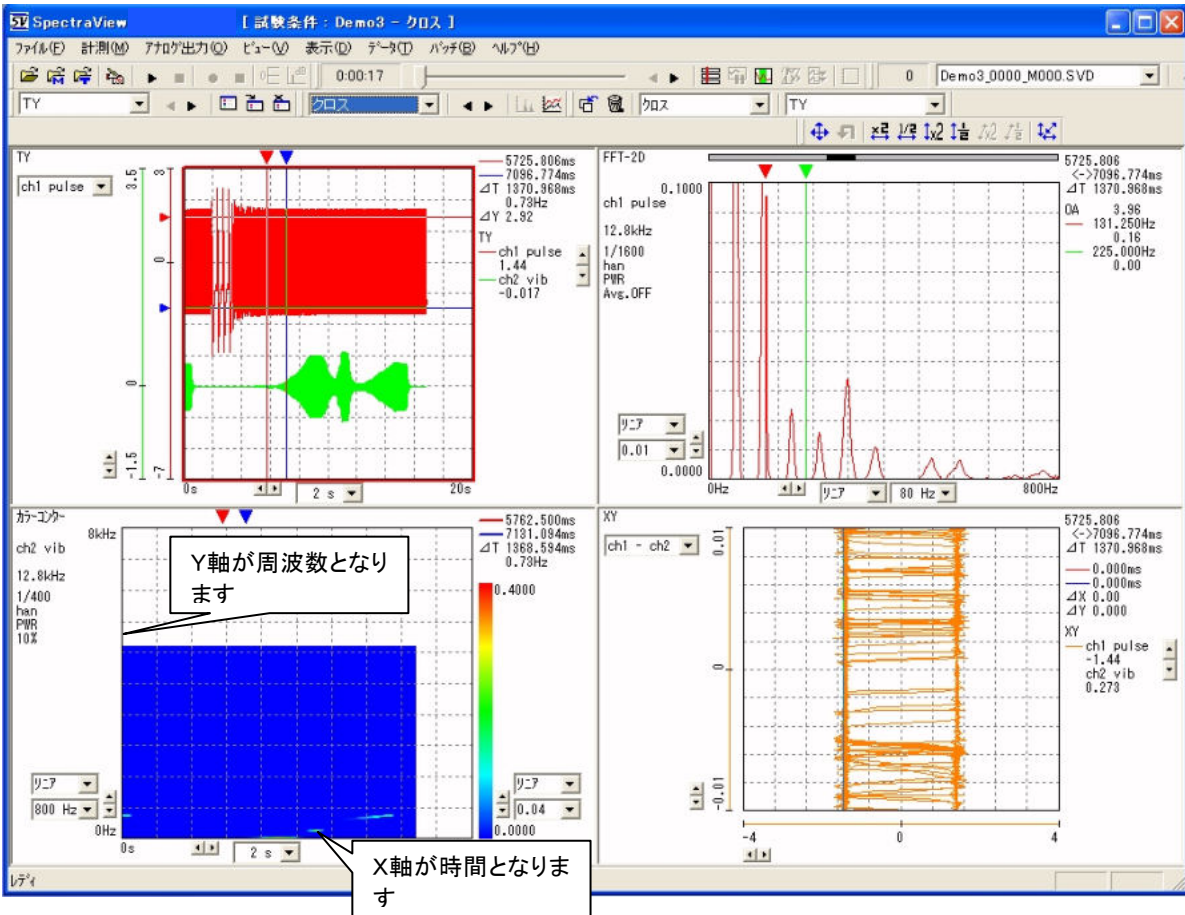 SpectraView [ 試験条件 : Demo3 - クロス ]
ファイル(F) 計測(M) アナログ出力(O) ビュー(V) 表示(D) データ(T) バッチ(B) ヘルプ(H)
0:00:17 0 Demo3_0000_M000.SVD
TY クロス クロス TY
TY
ch1 pulse
3.5
3
0
0
-1.5
-7
0s
2 s
20s
5725.806ms
7096.774ms
⊿T 1370.968ms
0.73Hz
⊿Y 2.92
TY
ch1 pulse
1.44
ch2 vib
-0.017
FFT-2D
0.1000
ch1 pulse
12.8kHz
1/1600
han
PWR
Avg.OFF
リニア
0.01
0.0000
0Hz
リニア
80 Hz
800Hz
5725.806
<->7096.774ms
⊿T 1370.968ms
OA 3.96
131.250Hz
0.16
225.000Hz
0.00
カラーコンター
8kHz
ch2 vib
12.8kHz
1/400
han
PWR
10%
Y軸が周波数となり
ます
リニア
800 Hz
0Hz
0s
2 s
X軸が時間となりま
す
5762.500ms
7131.094ms
⊿T 1368.594ms
0.73Hz
0.4000
リニア
0.04
0.0000
XY
ch1 - ch2
0.01
0
-0.01
-4
0
4
5725.806
<->7096.774ms
⊿T 1370.968ms
0.000ms
0.000ms
⊿X 0.00
⊿Y 0.000
XY
ch1 pulse
-1.44
ch2 vib
0.273
レディ